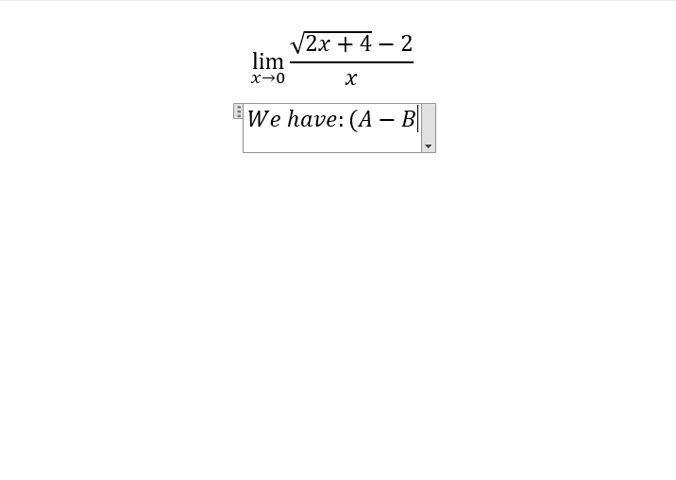 lim x→0 (√(2x + 4) − 2) / x
We have: (A − B